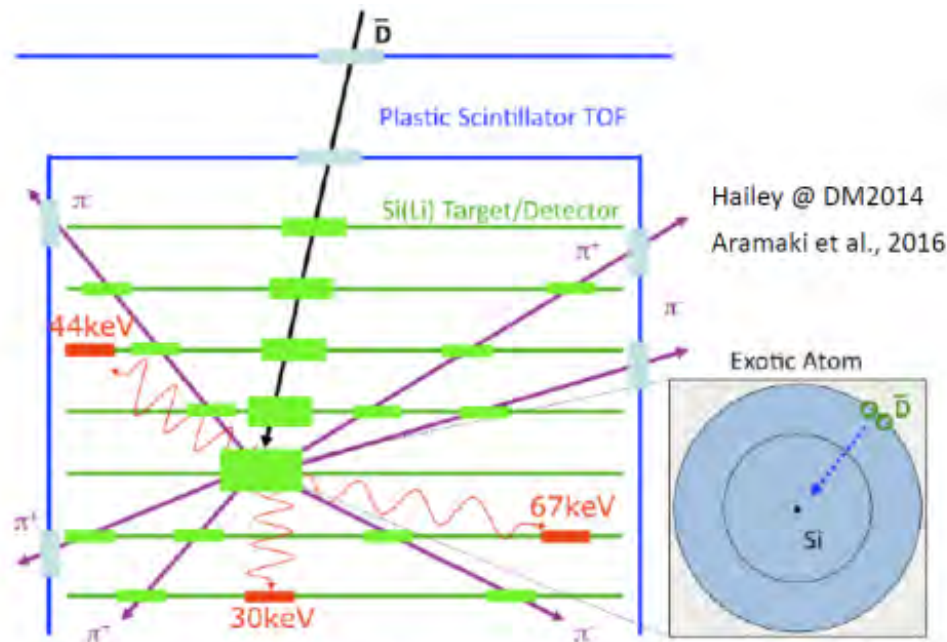 D̄
Plastic Scintillator TOF
π⁻
Si(Li) Target/Detector
Hailey @ DM2014
π⁺
Aramaki et al., 2016
π⁻
44keV
Exotic Atom
D̄
67keV
π⁺
Si
30keV
π⁺
π⁻